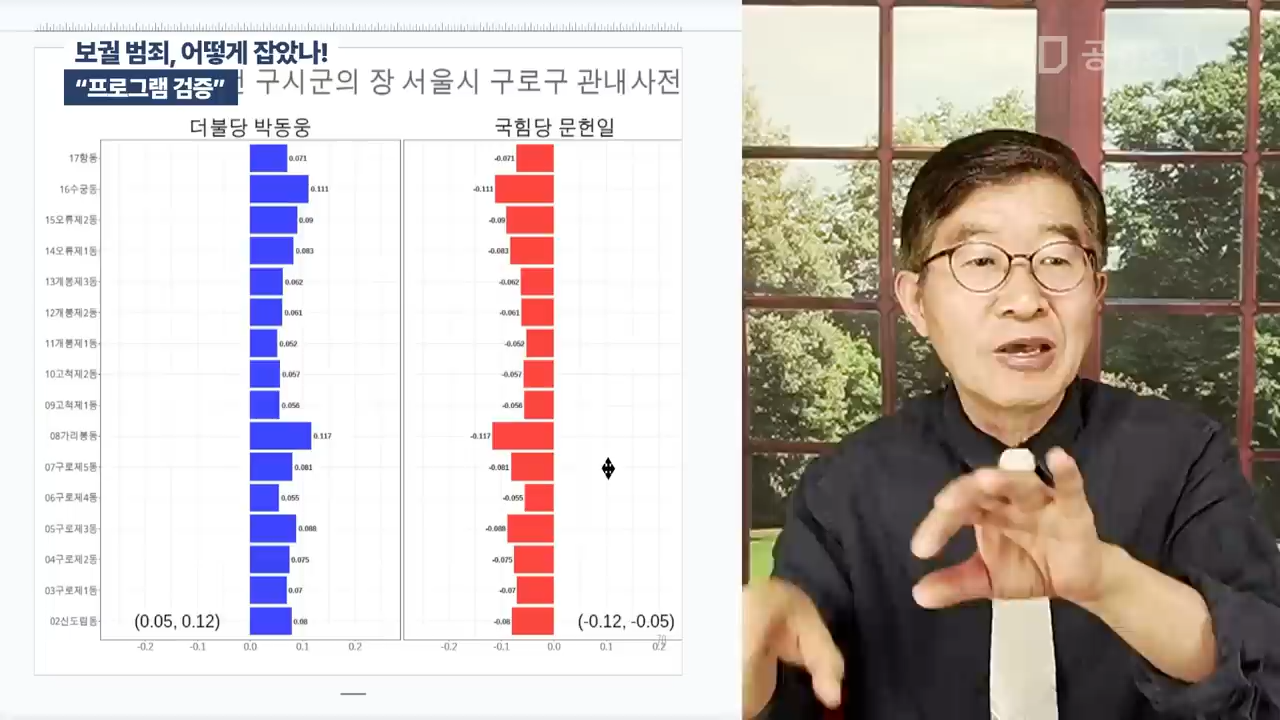 보궐 범죄, 어떻게 잡았나!
“프로그램 검증”
구시군의 장 서울시 구로구 관내사전
더불당 박동웅
국힘당 문헌일
17항동 0.071 -0.071
16수궁동 0.111 -0.111
15오류제2동 0.09 -0.09
14오류제1동 0.083 -0.083
13개봉제3동 0.062 -0.062
12개봉제2동 0.061 -0.061
11개봉제1동 0.052 -0.052
10고척제2동 0.057 -0.057
09고척제1동 0.056 -0.056
08가리봉동 0.117 -0.117
07구로제5동 0.081 -0.081
06구로제4동 0.055 -0.055
05구로제3동 0.088 -0.088
04구로제2동 0.075 -0.075
03구로제1동 0.07 -0.07
02신도림동 0.08 -0.08
(0.05, 0.12) (-0.12, -0.05)
-0.2 -0.1 0.0 0.1 0.2 -0.2 -0.1 0.0 0.1 0.2